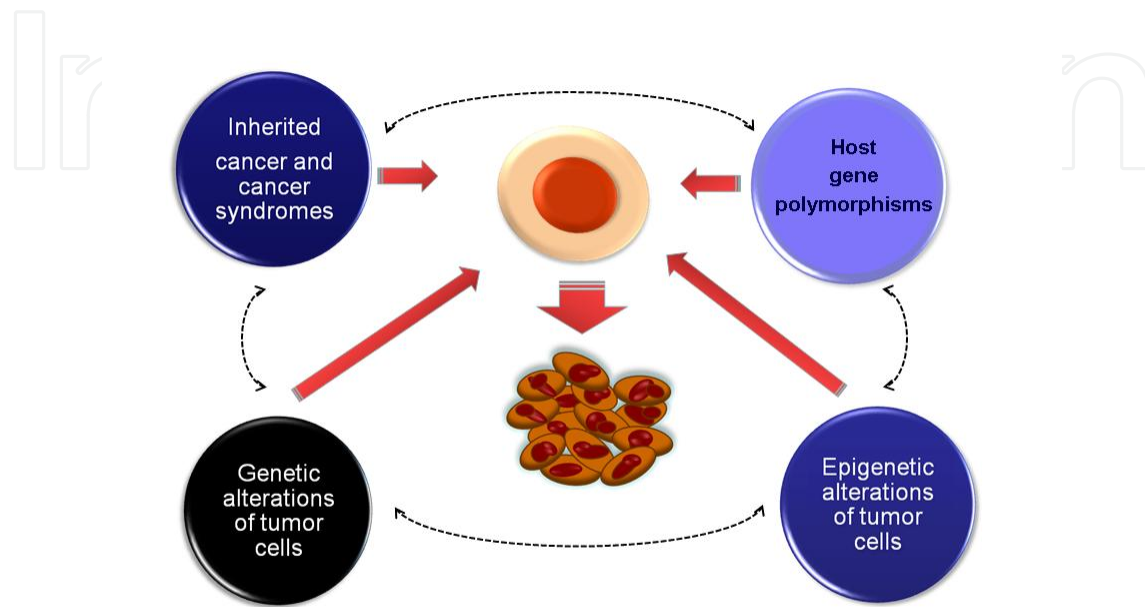 Inherited
cancer and
cancer
syndromes
Host
gene
polymorphisms
Genetic
alterations
of tumor
cells
Epigenetic
alterations
of tumor
cells